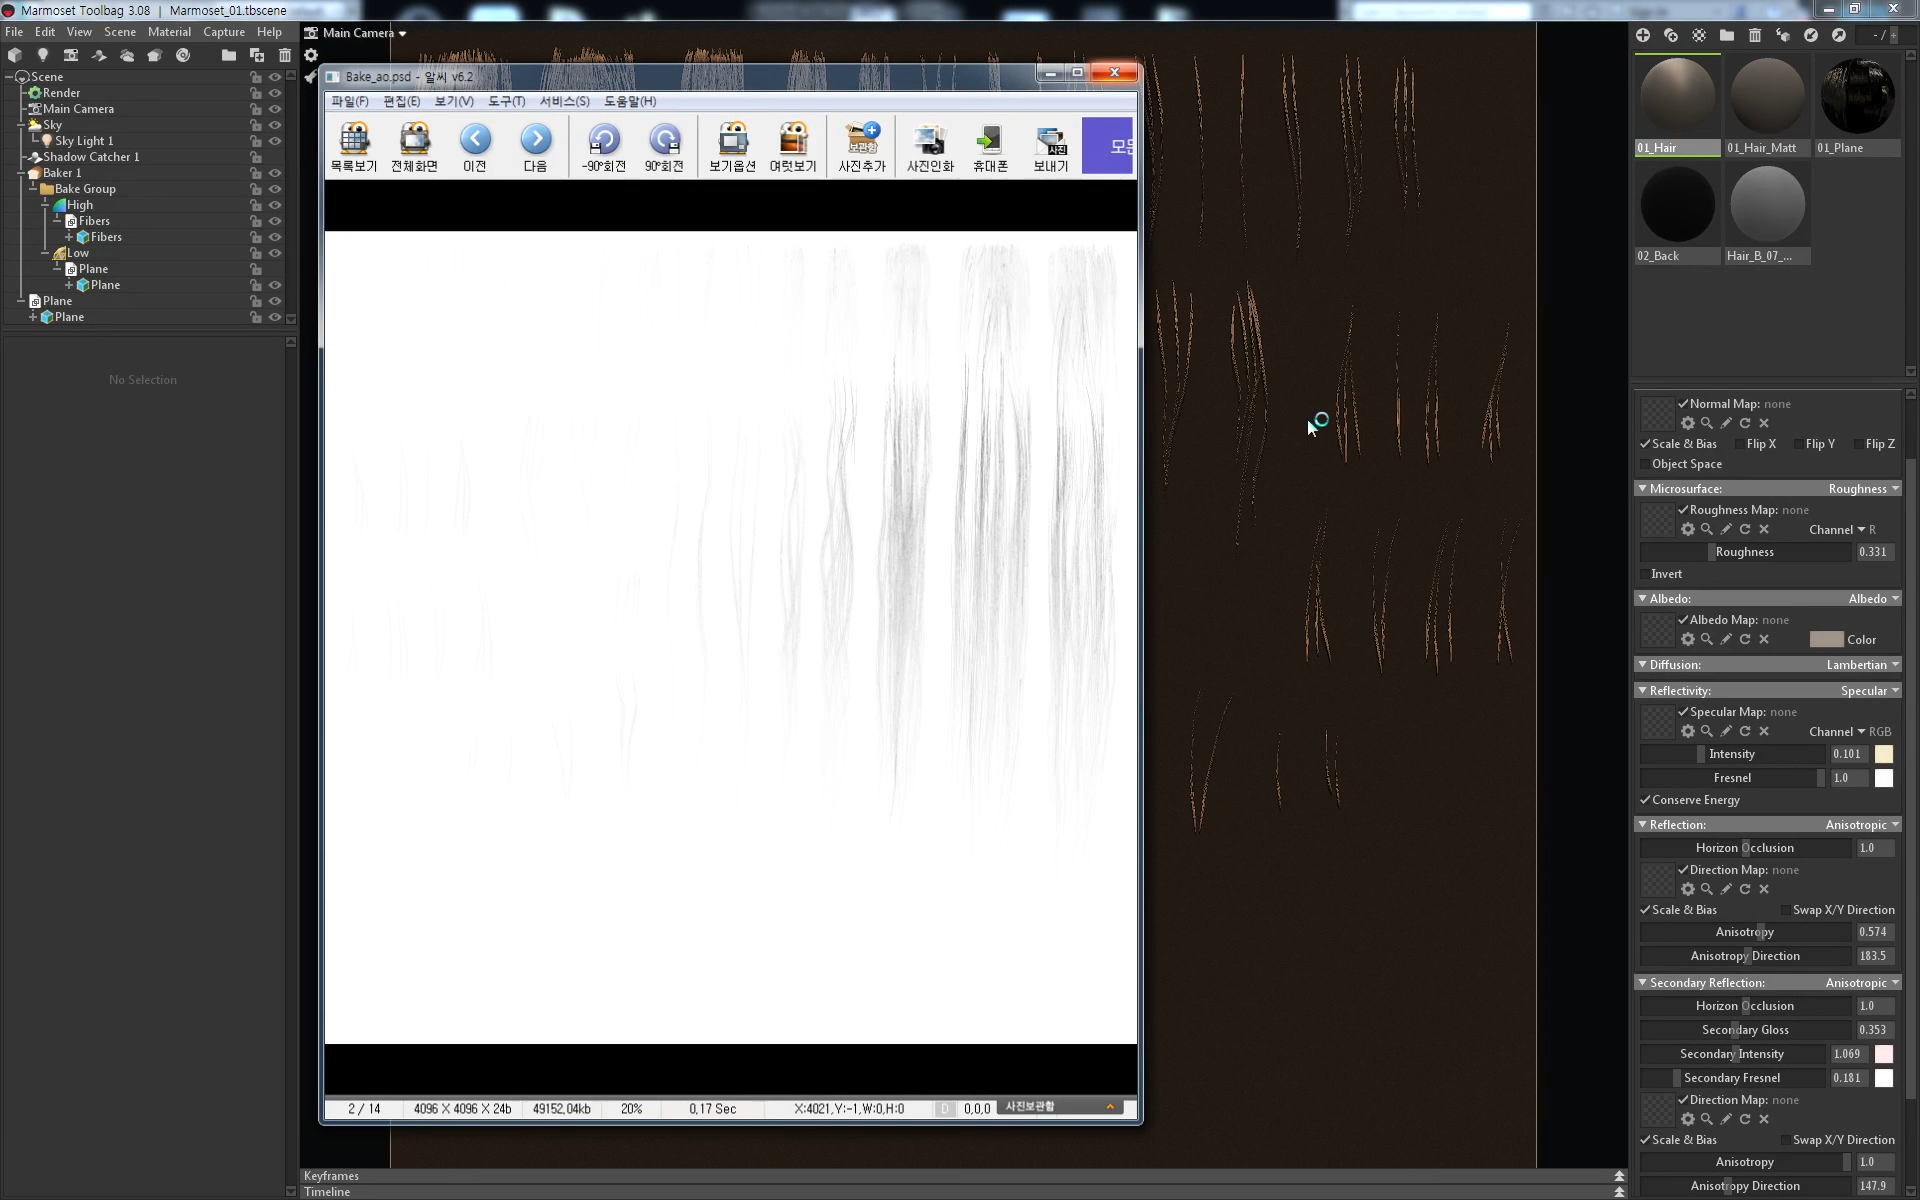 Marmoset Toolbag 3.08 | Marmoset_01.tbscene
File Edit View Scene Material Capture Help
Scene
Render
Main Camera
Sky
Sky Light 1
Shadow Catcher 1
Baker 1
Bake Group
High
Fibers
Fibers
Low
Plane
Plane
Plane
Plane
No Selection
Main Camera
Bake_ao.psd - 알씨 v6.2
파일(F) 편집(E) 보기(V) 도구(T) 서비스(S) 도움말(H)
목록보기 전체화면 이전 다음 -90°회전 90°회전 보기옵션 여럿보기 사진추가 사진인화 휴대폰 보내기
보관함
사진
2 / 14 4096 X 4096 X 24b 49152,04kb 20% 0,17 Sec X:4021,Y:-1,W:0,H:0 D 0,0,0 사진보관함
Keyframes
Timeline
- / +
01_Hair 01_Hair_Matt 01_Plane
02_Back Hair_B_07_...
Normal Map: none
Scale & Bias Flip X Flip Y Flip Z
Object Space
Microsurface: Roughness
Roughness Map: none
Channel R
Roughness 0.331
Invert
Albedo: Albedo
Albedo Map: none
Color
Diffusion: Lambertian
Reflectivity: Specular
Specular Map: none
Channel RGB
Intensity 0.101
Fresnel 1.0
Conserve Energy
Reflection: Anisotropic
Horizon Occlusion 1.0
Direction Map: none
Scale & Bias Swap X/Y Direction
Anisotropy 0.574
Anisotropy Direction 183.5
Secondary Reflection: Anisotropic
Horizon Occlusion 1.0
Secondary Gloss 0.353
Secondary Intensity 1.069
Secondary Fresnel 0.181
Direction Map: none
Scale & Bias Swap X/Y Direction
Anisotropy 1.0
Anisotropy Direction 147.9